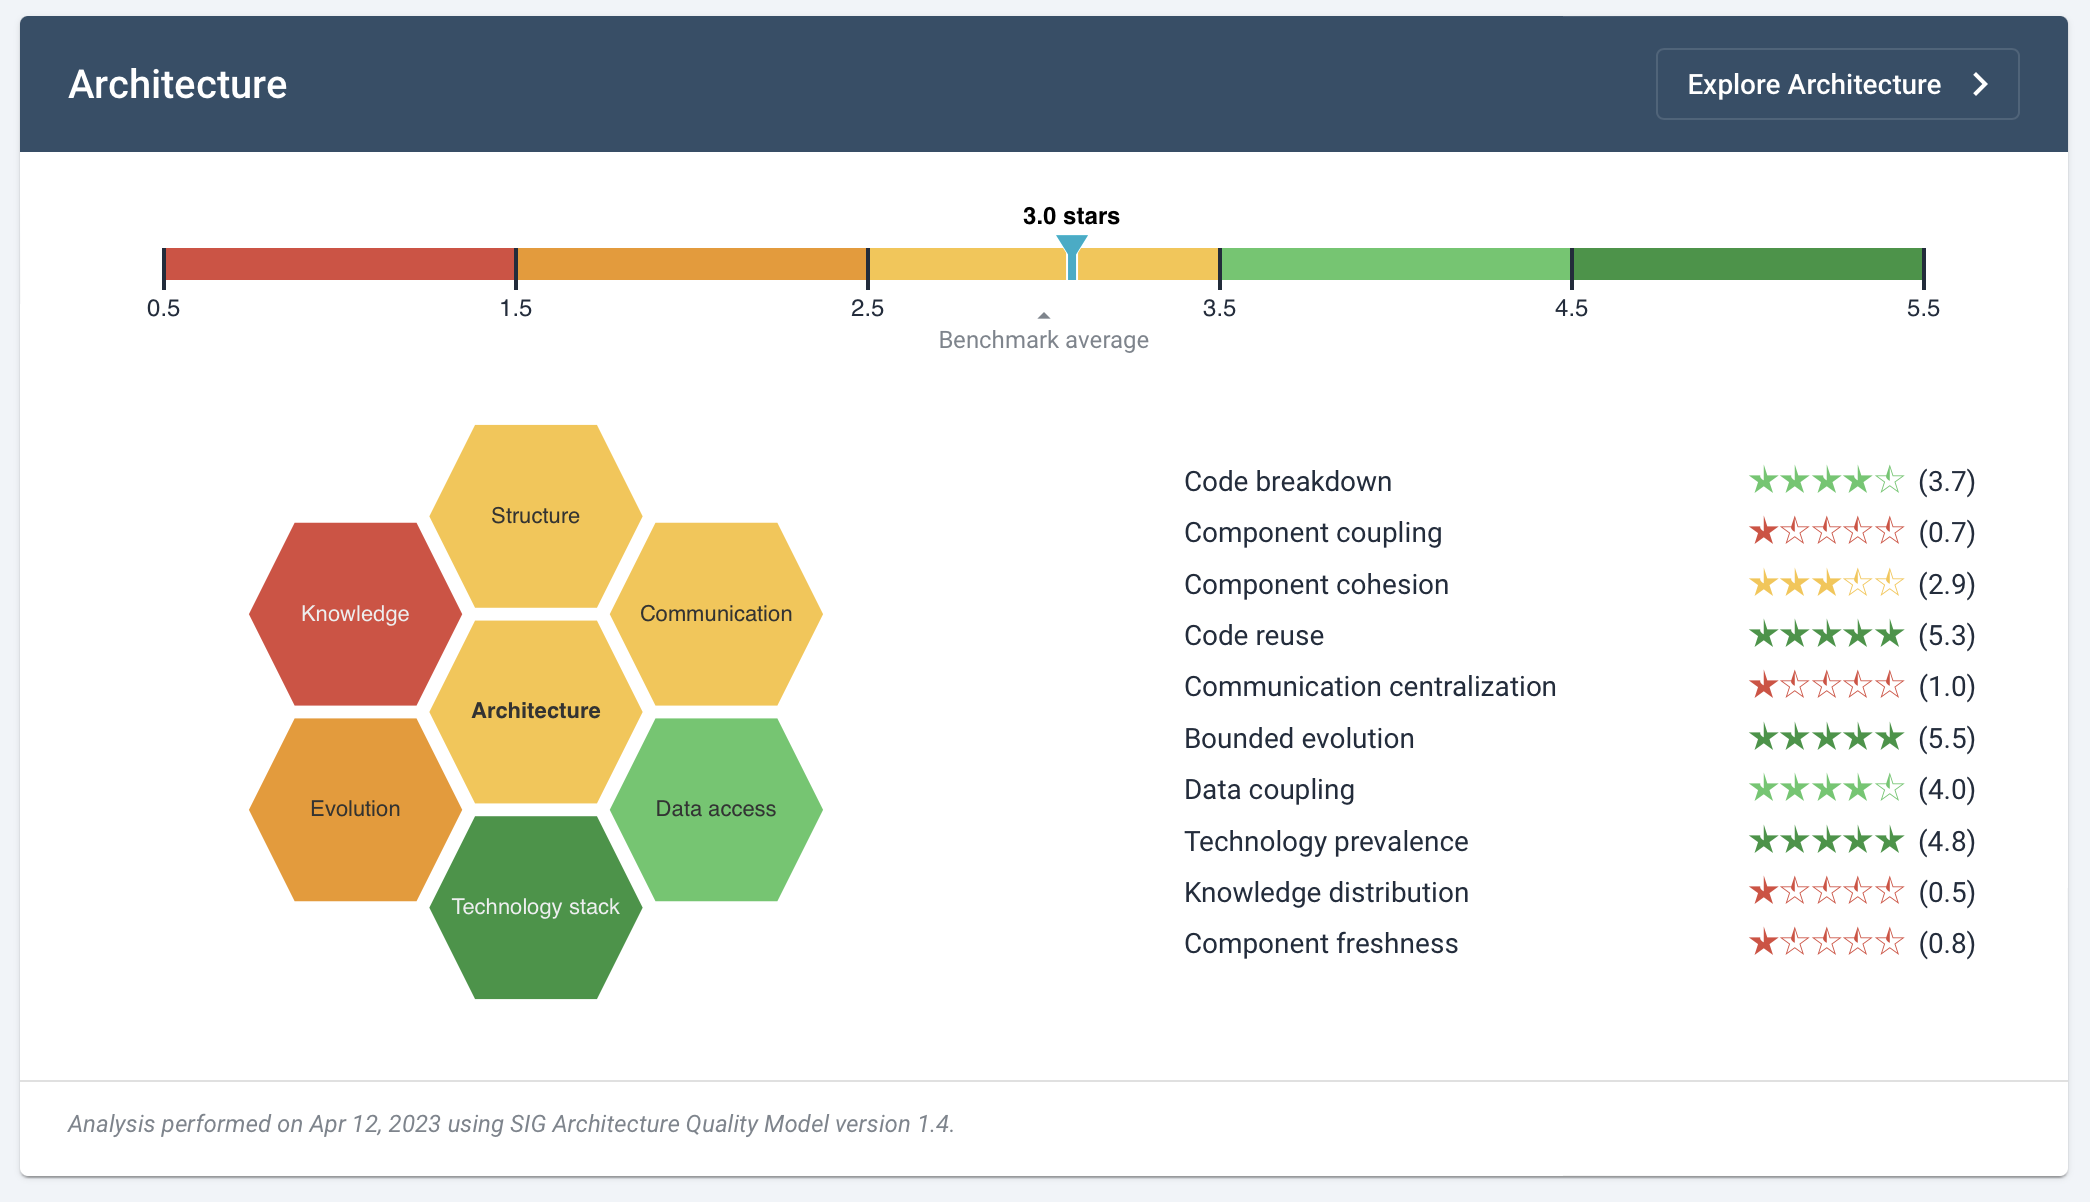 Architecture
Explore Architecture
3.0 stars
0.5 1.5 2.5 3.5 4.5 5.5
Benchmark average
Structure
Knowledge
Communication
Architecture
Evolution
Data access
Technology stack
Code breakdown (3.7)
Component coupling (0.7)
Component cohesion (2.9)
Code reuse (5.3)
Communication centralization (1.0)
Bounded evolution (5.5)
Data coupling (4.0)
Technology prevalence (4.8)
Knowledge distribution (0.5)
Component freshness (0.8)
Analysis performed on Apr 12, 2023 using SIG Architecture Quality Model version 1.4.